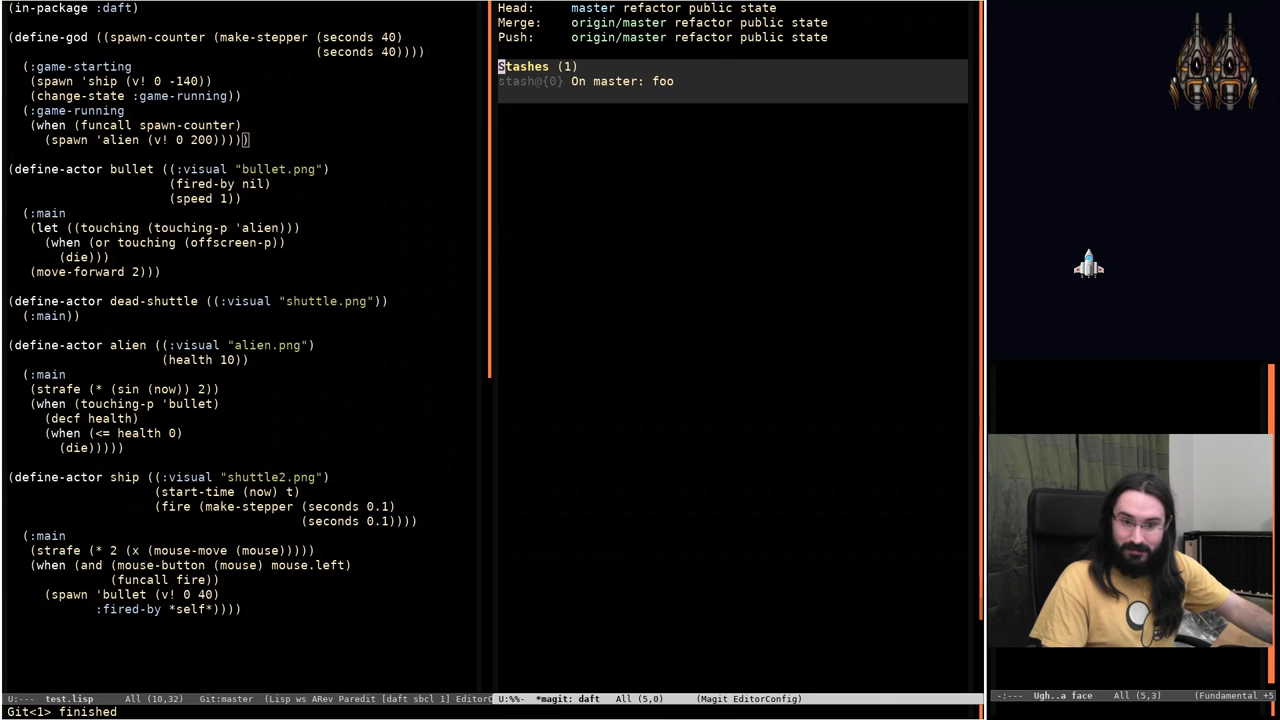 (in-package :daft)
(define-god ((spawn-counter (make-stepper (seconds 40)
(seconds 40))))
(:game-starting
(spawn 'ship (v! 0 -140))
(change-state :game-running))
(:game-running
(when (funcall spawn-counter)
(spawn 'alien (v! 0 200)))))
(define-actor bullet ((:visual "bullet.png")
(fired-by nil)
(speed 1))
(:main
(let ((touching (touching-p 'alien)))
(when (or touching (offscreen-p))
(die)))
(move-forward 2)))
(define-actor dead-shuttle ((:visual "shuttle.png"))
(:main))
(define-actor alien ((:visual "alien.png")
(health 10))
(:main
(strafe (* (sin (now)) 2))
(when (touching-p 'bullet)
(decf health)
(when (<= health 0)
(die)))))
(define-actor ship ((:visual "shuttle2.png")
(start-time (now) t)
(fire (make-stepper (seconds 0.1)
(seconds 0.1))))
(:main
(strafe (* 2 (x (mouse-move (mouse)))))
(when (and (mouse-button (mouse) mouse.left)
(funcall fire))
(spawn 'bullet (v! 0 40)
:fired-by *self*))))
U:--- test.lisp All (10,32) Git:master (Lisp ws ARev Paredit [daft sbcl 1] EditorC
Git<1> finished
Head: master refactor public state
Merge: origin/master refactor public state
Push: origin/master refactor public state
Stashes (1)
stash@{0} On master: foo
U:%%- *magit: daft All (5,0) (Magit EditorConfig)
-:--- Ugh..a face All (5,3) (Fundamental +5